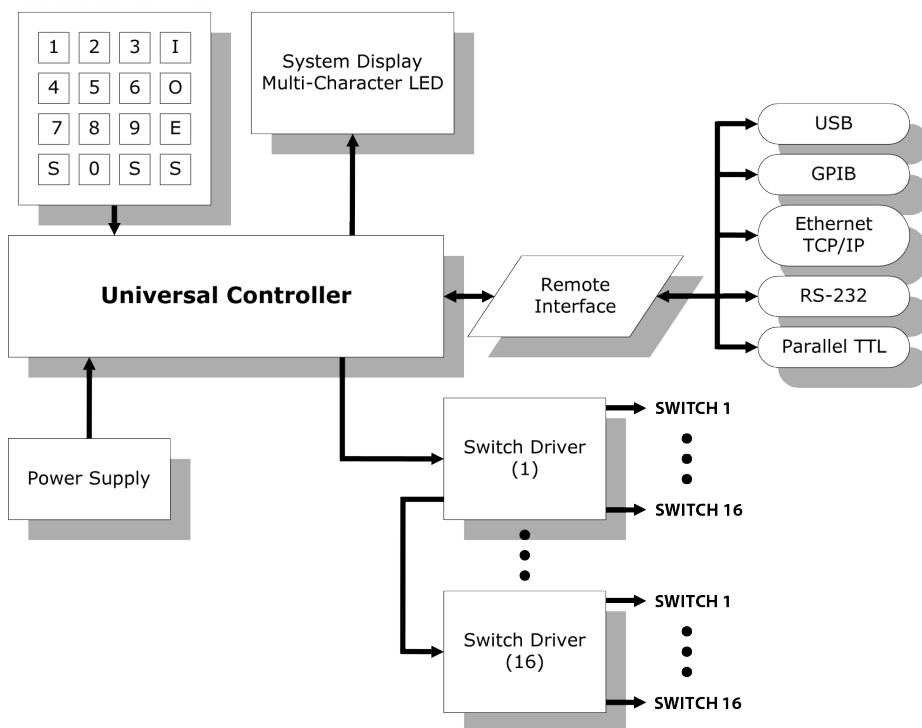 1 2 3 I
4 5 6 O
7 8 9 E
S 0 S S
System Display
Multi-Character LED
Universal Controller
Remote
Interface
USB
GPIB
Ethernet
TCP/IP
RS-232
Parallel TTL
Power Supply
Switch Driver
(1)
SWITCH 1
SWITCH 16
Switch Driver
(16)
SWITCH 1
SWITCH 16